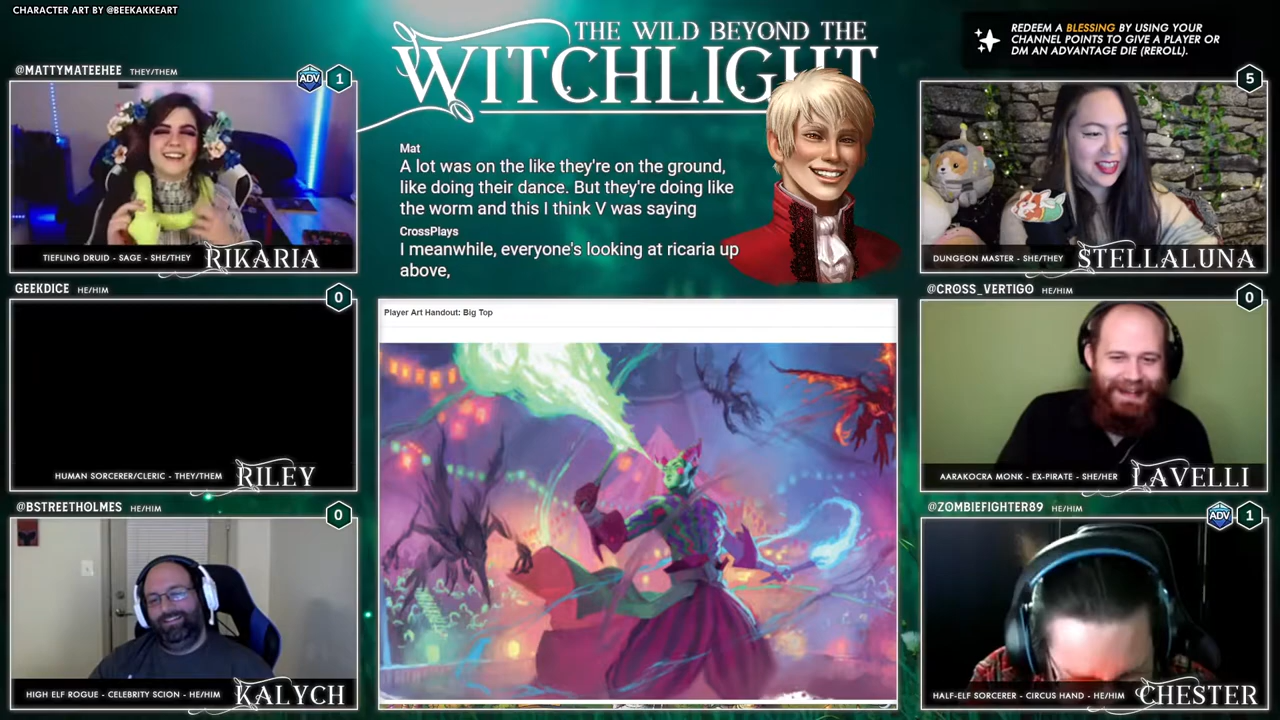 CHARACTER ART BY @BEEKAKKEART
THE WILD BEYOND THE
WITCHLIGHT
REDEEM A BLESSING BY USING YOUR
CHANNEL POINTS TO GIVE A PLAYER OR
DM AN ADVANTAGE DIE (REROLL).
@MATTYMATEEHEE THEY/THEM
ADV
1
TIEFLING DRUID - SAGE - SHE/THEY
RIKARIA
Mat
A lot was on the like they're on the ground,
like doing their dance. But they're doing like
the worm and this I think V was saying
CrossPlays
I meanwhile, everyone's looking at ricaria up
above,
5
DUNGEON MASTER - SHE/THEY
STELLALUNA
GEEKDICE HE/HIM
0
HUMAN SORCERER/CLERIC - THEY/THEM
RILEY
Player Art Handout: Big Top
@CROSS_VERTIGO HE/HIM
0
AARAKOCRA MONK - EX-PIRATE - SHE/HER
LAVELLI
@BSTREETHOLMES HE/HIM
0
HIGH ELF ROGUE - CELEBRITY SCION - HE/HIM
KALYCH
@ZOMBIEFIGHTER89 HE/HIM
ADV
1
HALF-ELF SORCERER - CIRCUS HAND - HE/HIM
CHESTER